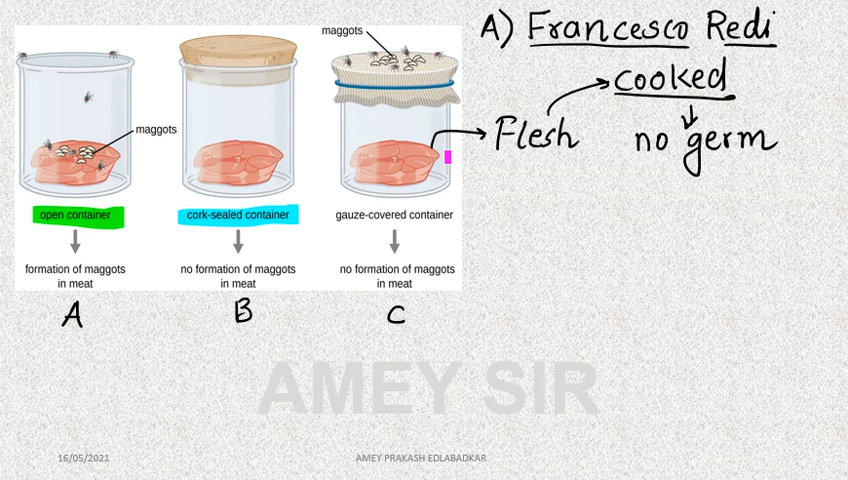 maggots
A) Francesco Redi
cooked
maggots
Flesh
no germ
open container
cork-sealed container
gauze-covered container
formation of maggots
in meat
no formation of maggots
in meat
no formation of maggots
in meat
A
B
C
AMEY SIR
16/05/2021
AMEY PRAKASH EDLABADKAR